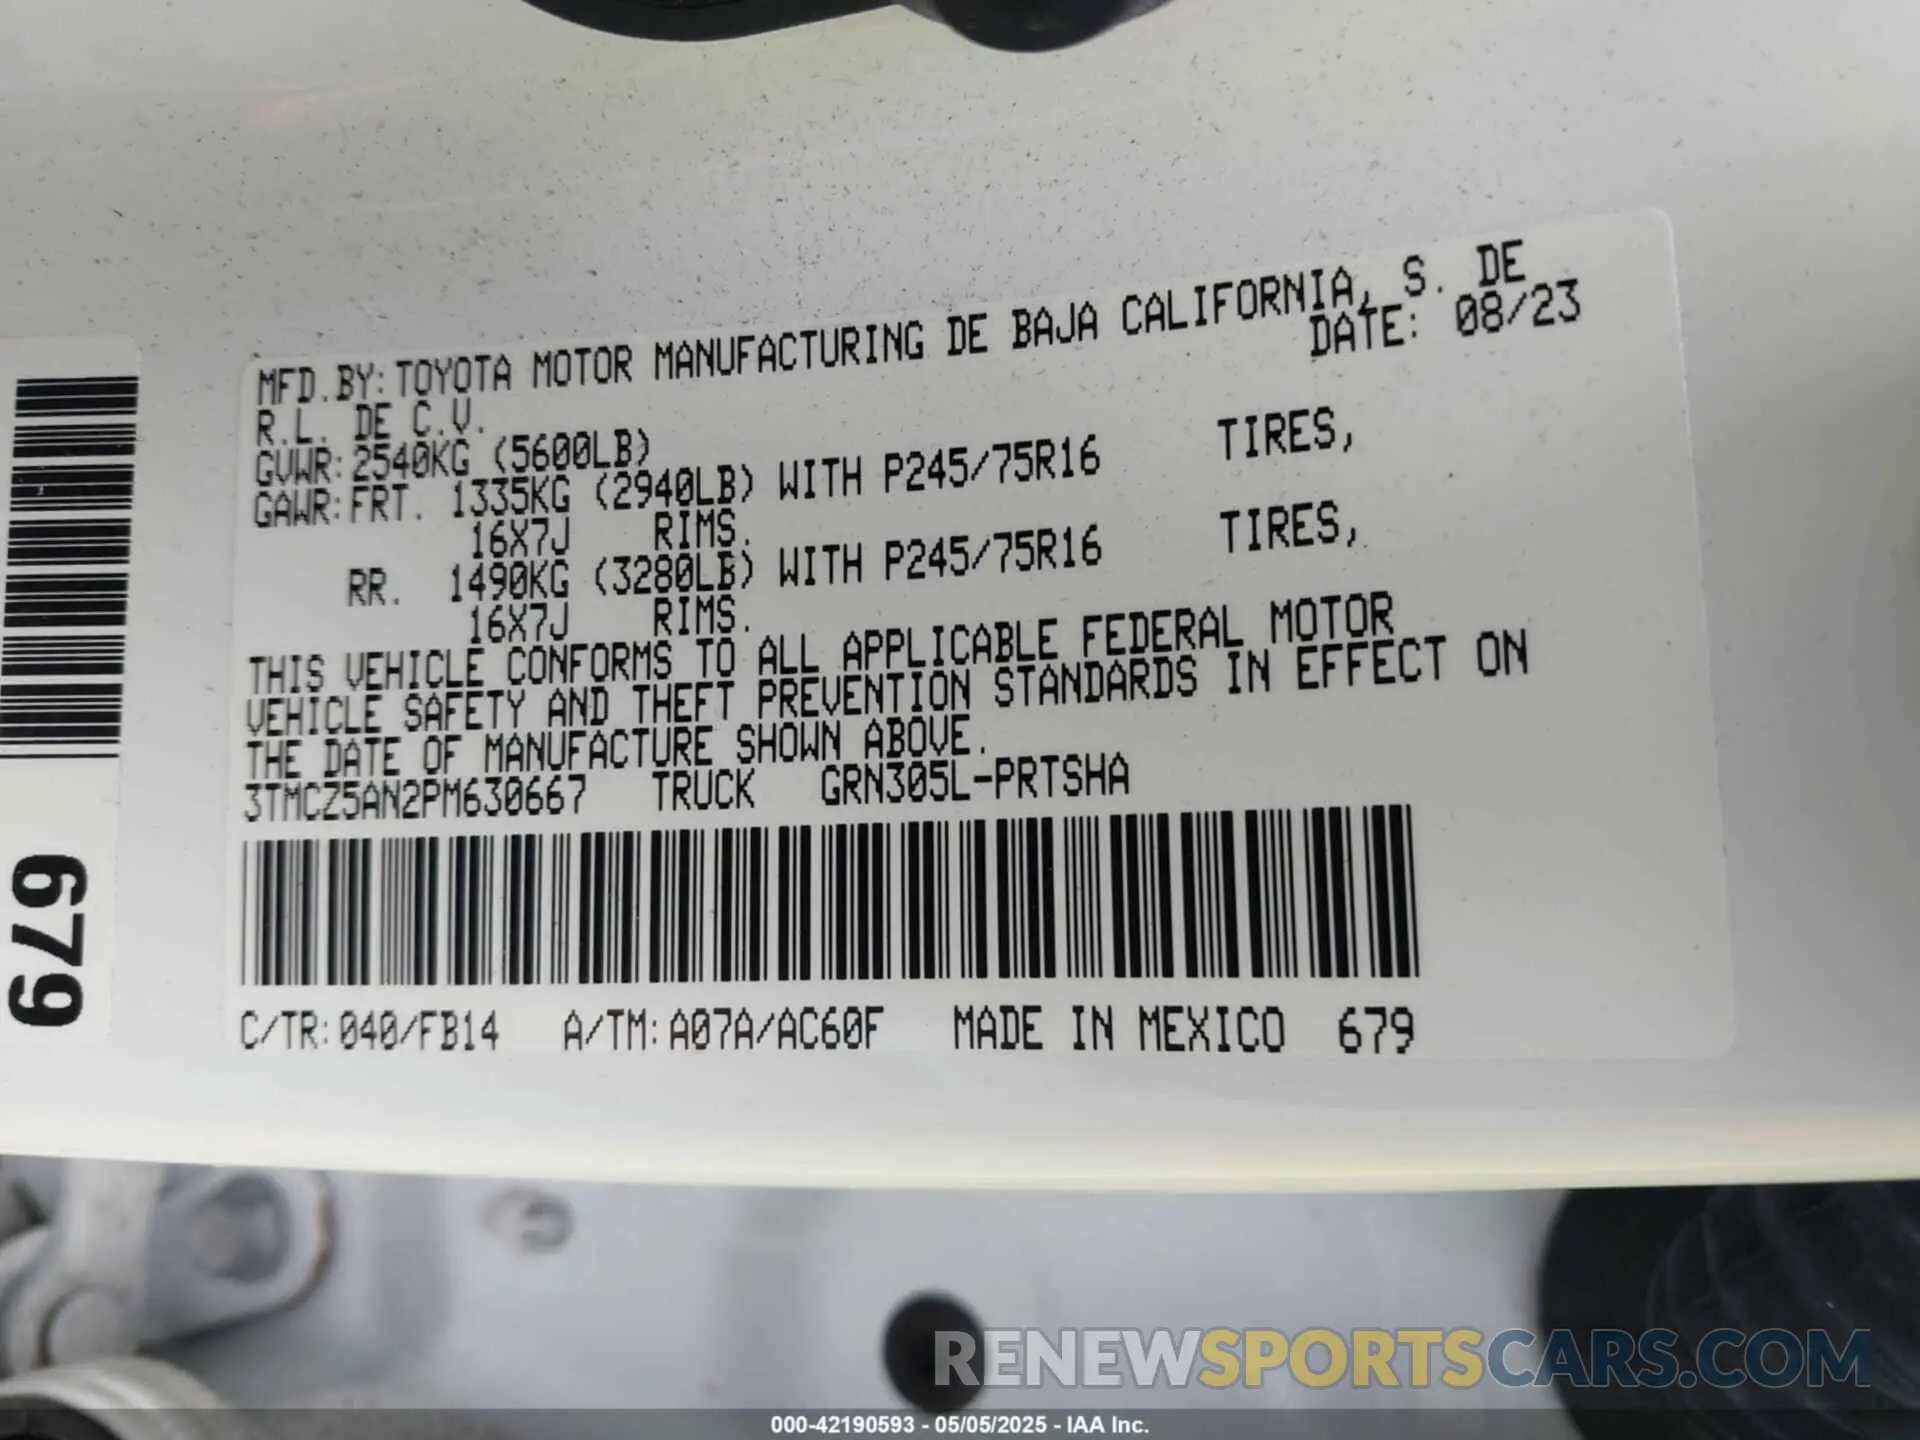 MFD.BY:TOYOTA MOTOR MANUFACTURING DE BAJA CALIFORNIA, S. DE
R.L. DE C.V. DATE: 08/23
GVWR:2540KG (5600LB)
GAWR:FRT. 1335KG (2940LB) WITH P245/75R16 TIRES,
16X7J RIMS.
RR. 1490KG (3280LB) WITH P245/75R16 TIRES,
16X7J RIMS.
THIS VEHICLE CONFORMS TO ALL APPLICABLE FEDERAL MOTOR
VEHICLE SAFETY AND THEFT PREVENTION STANDARDS IN EFFECT ON
THE DATE OF MANUFACTURE SHOWN ABOVE.
3TMCZ5AN2PM630667 TRUCK GRN305L-PRTSHA
C/TR:040/FB14 A/TM:A07A/AC60F MADE IN MEXICO 679
679
RENEWSPORTSCARS.COM
000-42190593 - 05/05/2025 - IAA Inc.